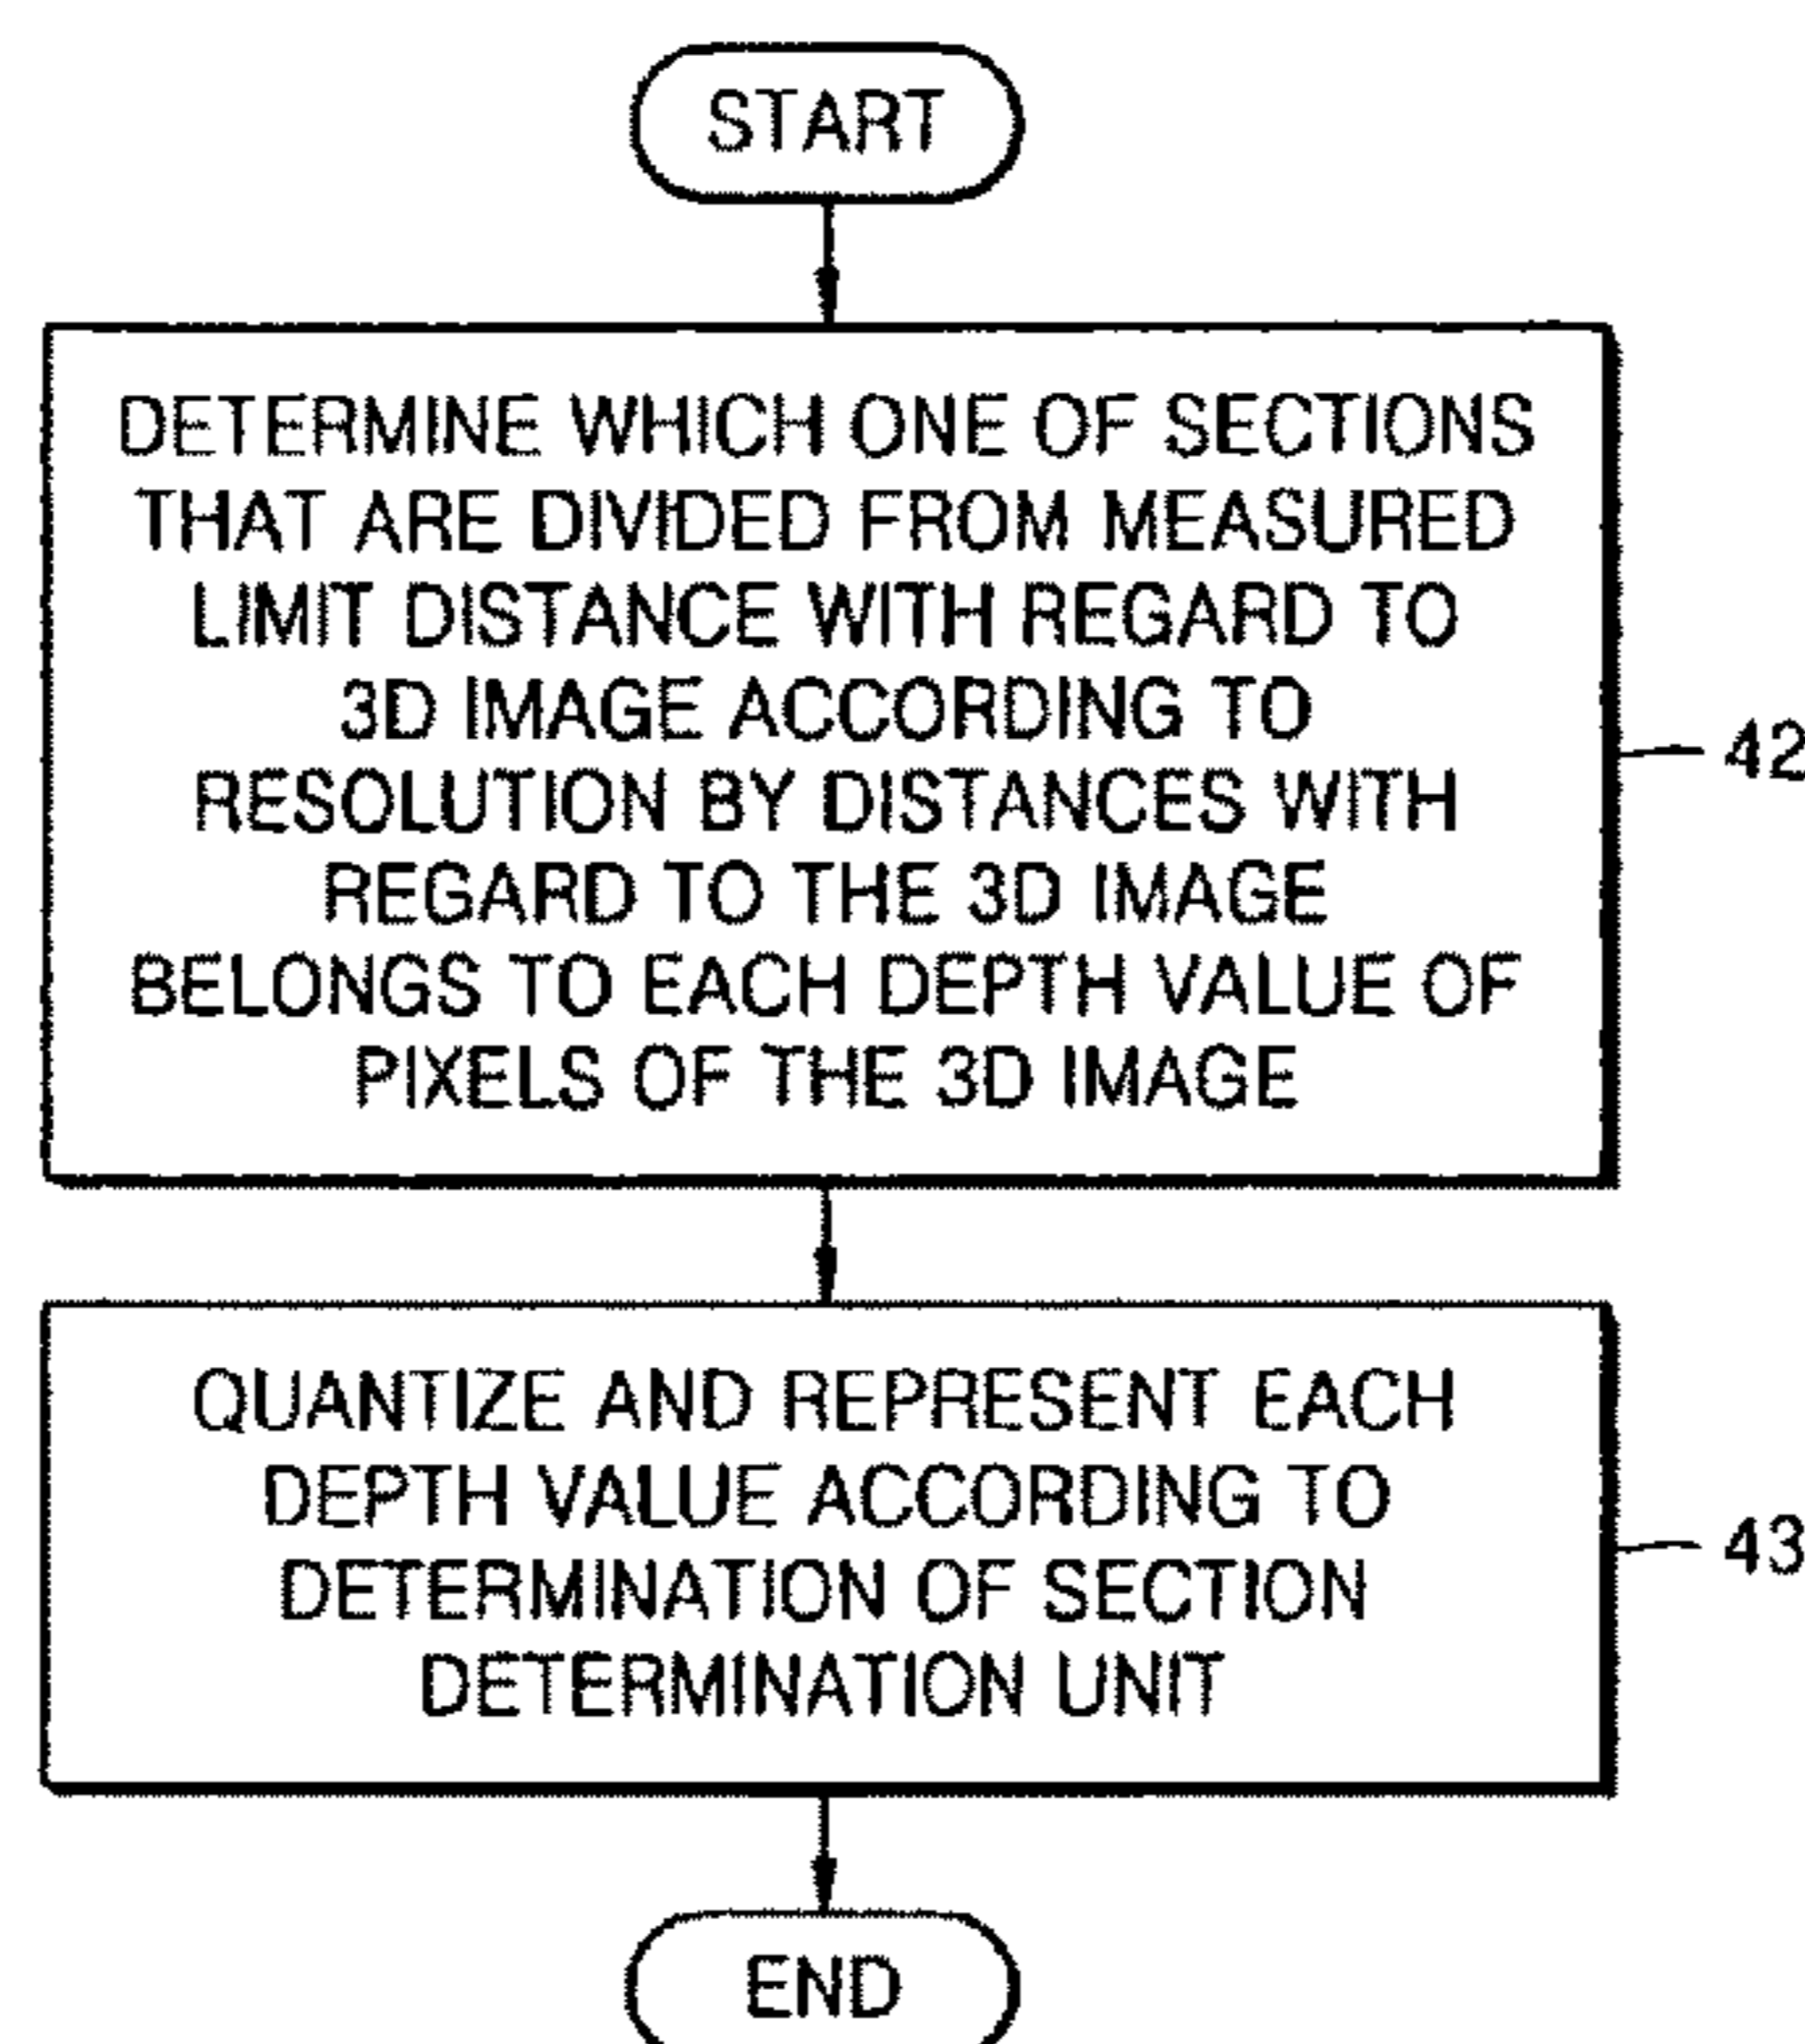 START
DETERMINE WHICH ONE OF SECTIONS
THAT ARE DIVIDED FROM MEASURED
LIMIT DISTANCE WITH REGARD TO
3D IMAGE ACCORDING TO
RESOLUTION BY DISTANCES WITH
REGARD TO THE 3D IMAGE
BELONGS TO EACH DEPTH VALUE OF
PIXELS OF THE 3D IMAGE
42
QUANTIZE AND REPRESENT EACH
DEPTH VALUE ACCORDING TO
DETERMINATION OF SECTION
DETERMINATION UNIT
43
END